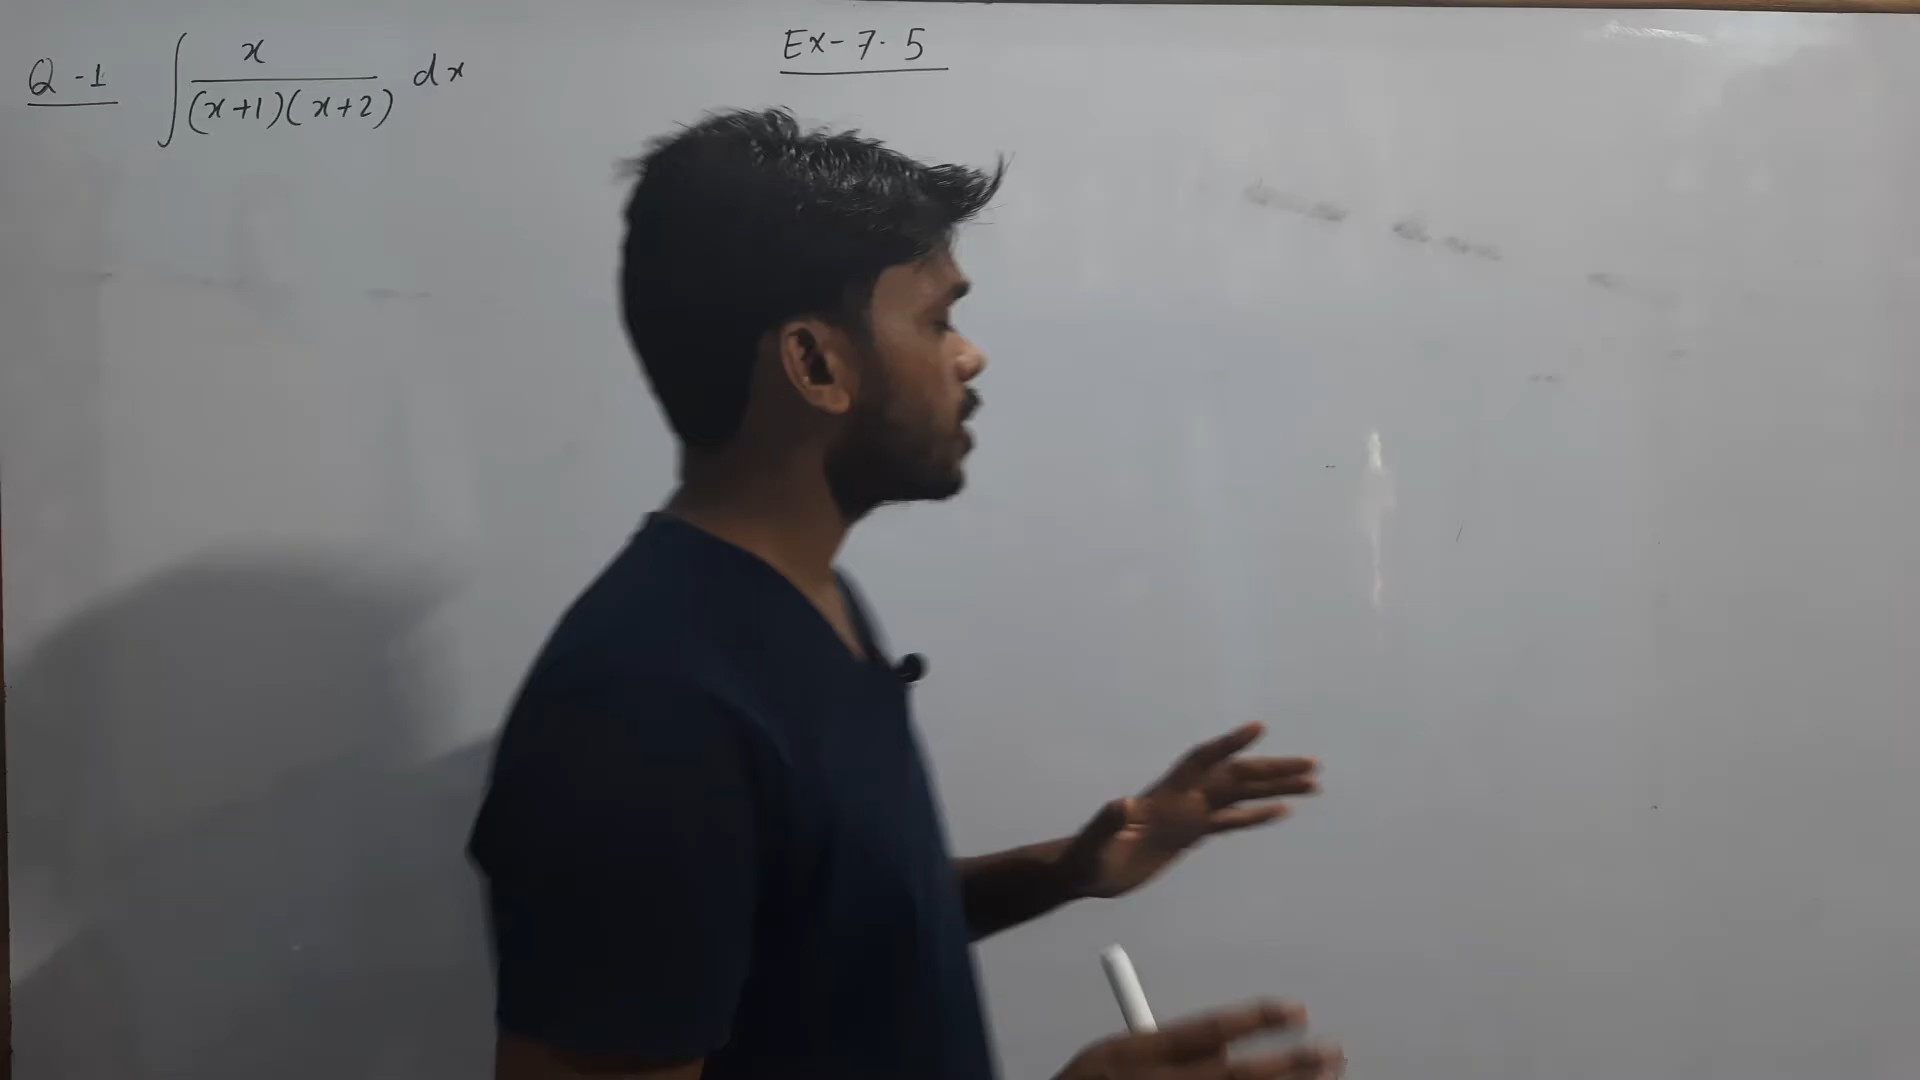 Ex- 7.5
Q-1 ∫ x / (x+1)(x+2) dx